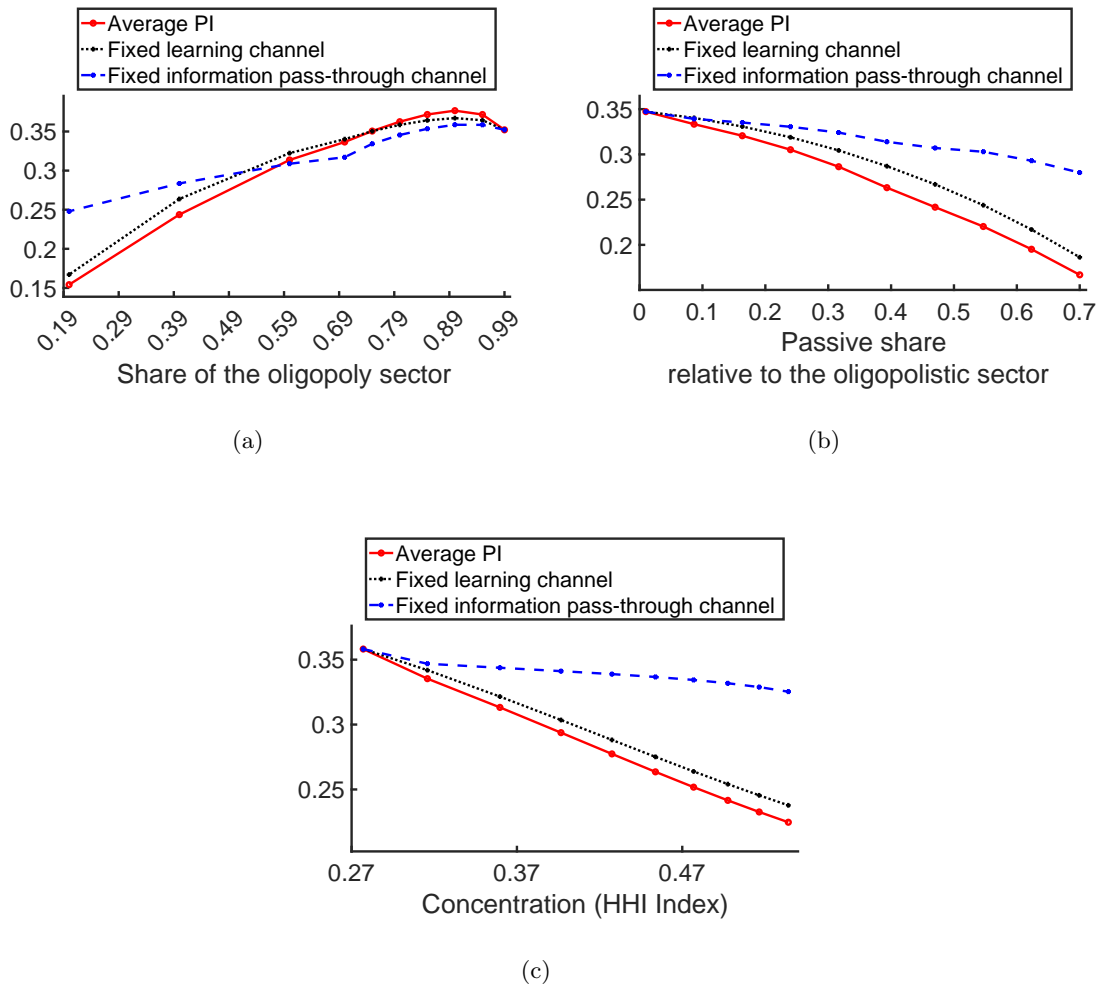 Average PI
Fixed learning channel
Fixed information pass-through channel
0.35
0.3
0.25
0.2
0.15
0.19 0.29 0.39 0.49 0.59 0.69 0.79 0.89 0.99
Share of the oligopoly sector
(a)
Average PI
Fixed learning channel
Fixed information pass-through channel
0.35
0.3
0.25
0.2
0 0.1 0.2 0.3 0.4 0.5 0.6 0.7
Passive share
relative to the oligopolistic sector
(b)
Average PI
Fixed learning channel
Fixed information pass-through channel
0.35
0.3
0.25
0.27 0.37 0.47
Concentration (HHI Index)
(c)